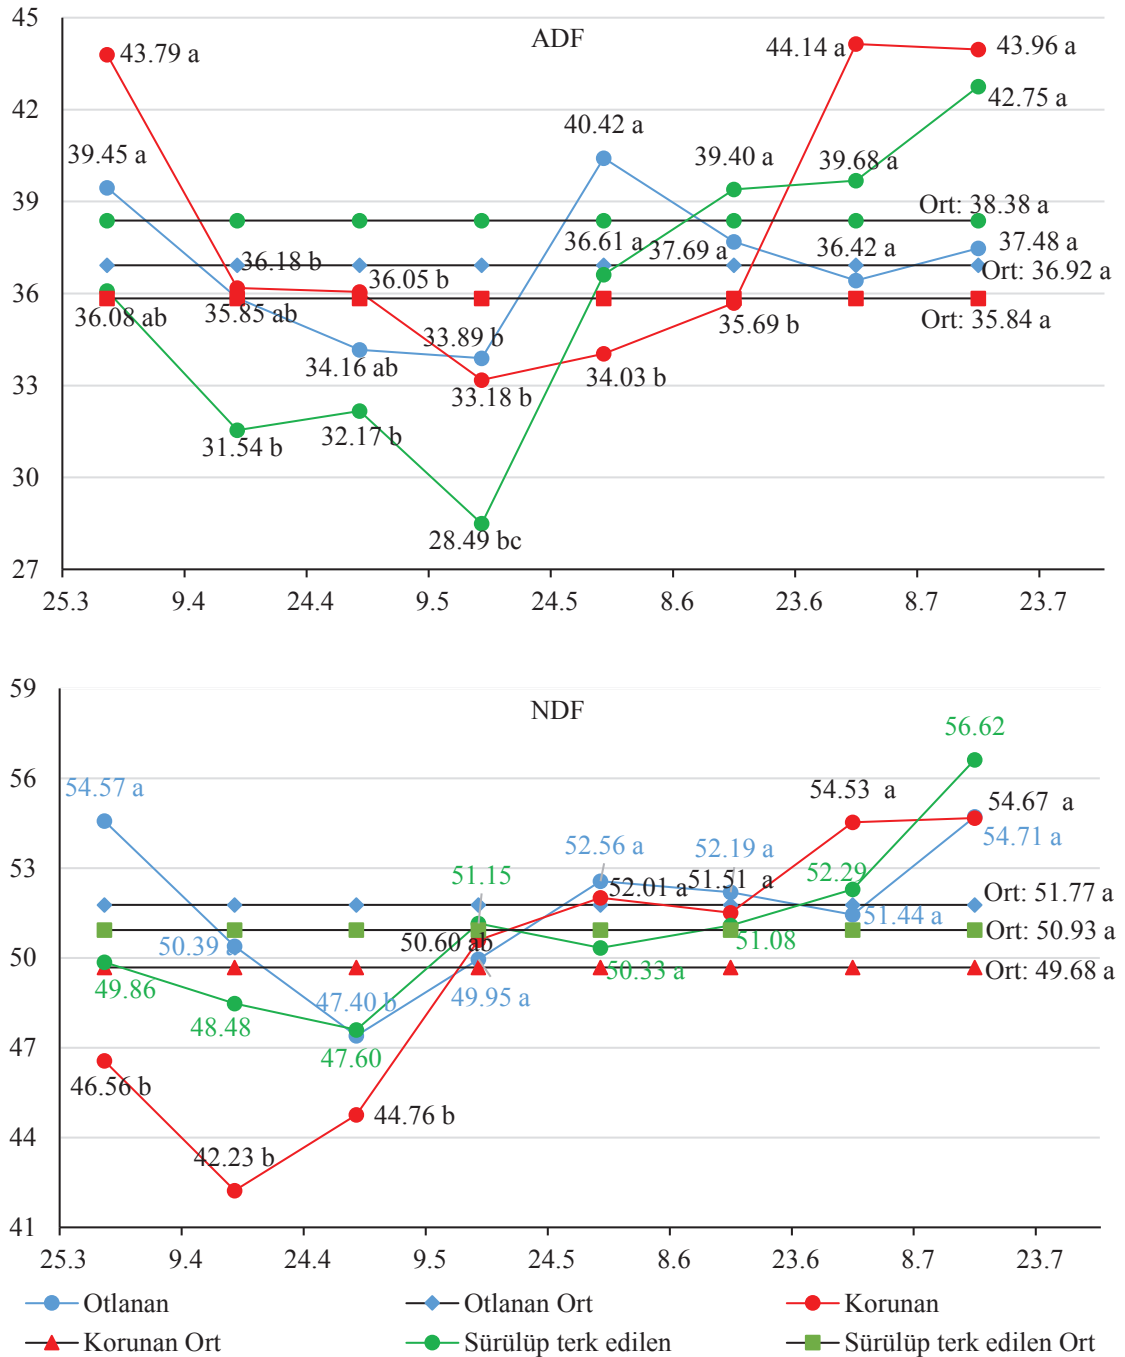 45
ADF
43.79 a
44.14 a
43.96 a
42
42.75 a
40.42 a
39.45 a
39.40 a
39.68 a
39
Ort: 38.38 a
36.61 a
37.69 a
36.42 a
37.48 a
36.18 b
36.05 b
Ort: 36.92 a
36
36.08 ab
35.85 ab
33.89 b
35.69 b
Ort: 35.84 a
34.16 ab
33.18 b
34.03 b
33
31.54 b
32.17 b
30
28.49 bc
27
25.3 9.4 24.4 9.5 24.5 8.6 23.6 8.7 23.7
59
NDF
56.62
56
54.57 a
54.53 a
54.67 a
54.71 a
52.56 a
52.19 a
53
51.15
52.01 a
51.51 a
52.29
Ort: 51.77 a
51.44 a
50.39
50.60 ab
51.08
Ort: 50.93 a
50
49.86
49.95 a
50.33 a
Ort: 49.68 a
48.48
47.40 b
47.60
47
46.56 b
44.76 b
44
42.23 b
41
25.3 9.4 24.4 9.5 24.5 8.6 23.6 8.7 23.7
Otlanan Otlanan Ort Korunan
Korunan Ort Sürülüp terk edilen Sürülüp terk edilen Ort